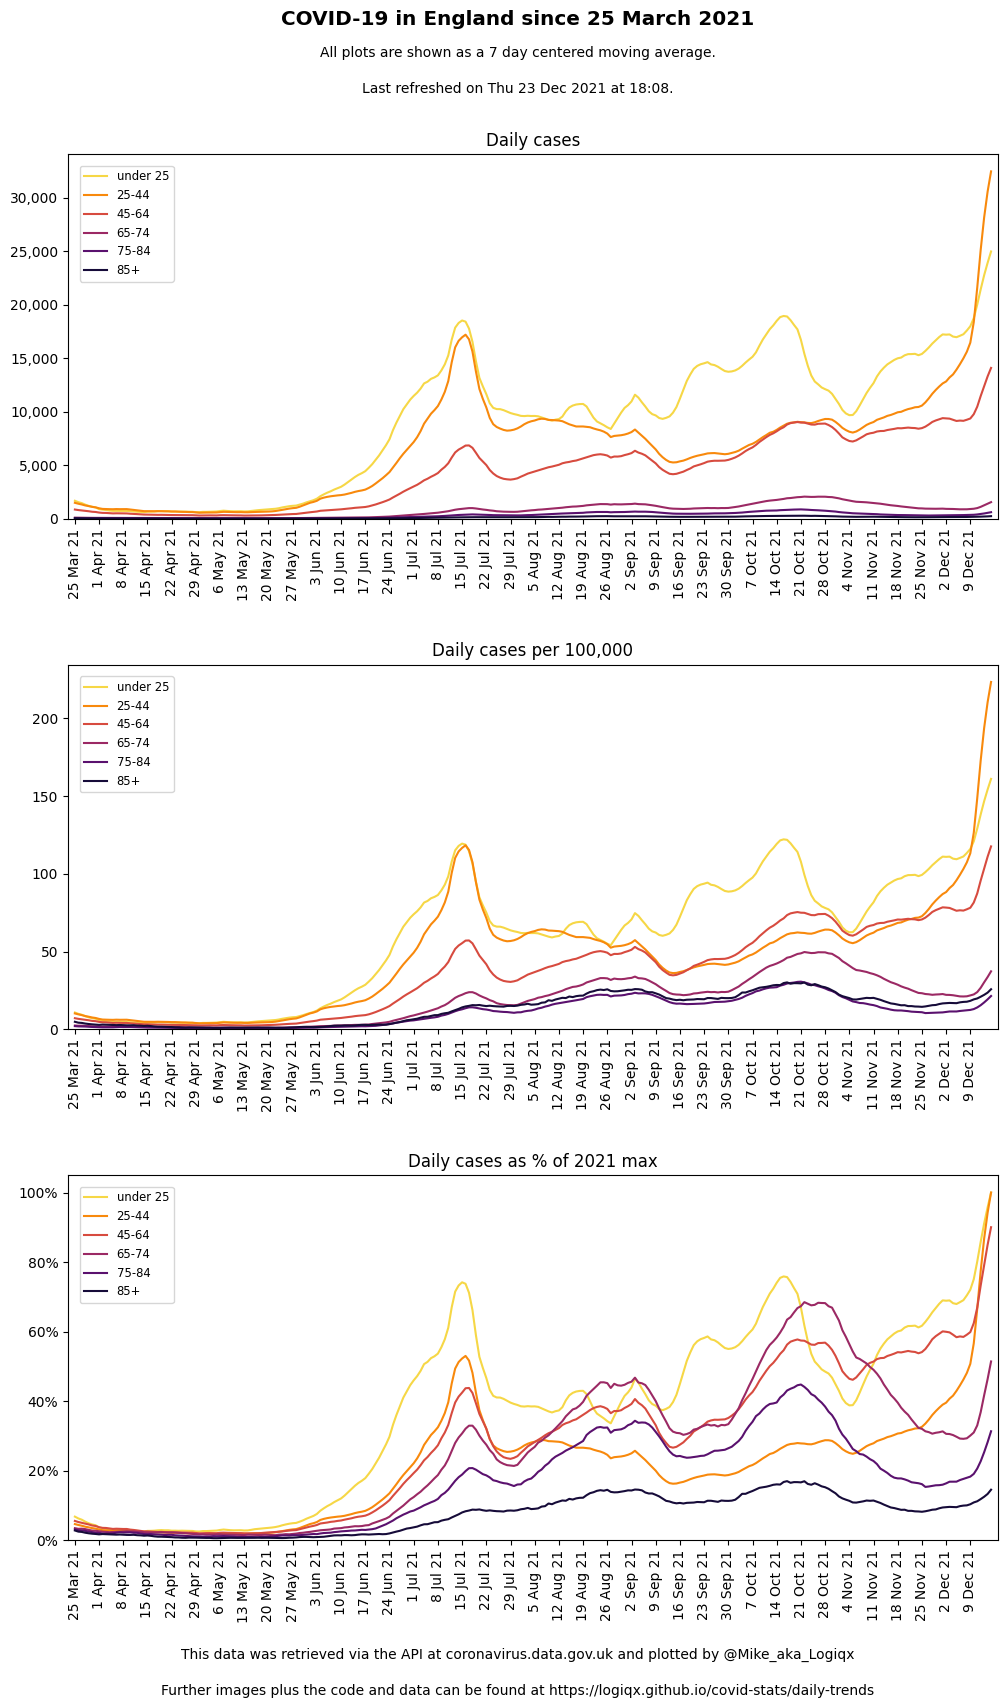 COVID-19 in England since 25 March 2021
All plots are shown as a 7 day centered moving average.
Last refreshed on Thu 23 Dec 2021 at 18:08.
Daily cases
under 25
25-44
45-64
65-74
75-84
85+
30,000
25,000
20,000
15,000
10,000
5,000
0
25 Mar 21
1 Apr 21
8 Apr 21
15 Apr 21
22 Apr 21
29 Apr 21
6 May 21
13 May 21
20 May 21
27 May 21
3 Jun 21
10 Jun 21
17 Jun 21
24 Jun 21
1 Jul 21
8 Jul 21
15 Jul 21
22 Jul 21
29 Jul 21
5 Aug 21
12 Aug 21
19 Aug 21
26 Aug 21
2 Sep 21
9 Sep 21
16 Sep 21
23 Sep 21
30 Sep 21
7 Oct 21
14 Oct 21
21 Oct 21
28 Oct 21
4 Nov 21
11 Nov 21
18 Nov 21
25 Nov 21
2 Dec 21
9 Dec 21
Daily cases per 100,000
under 25
25-44
45-64
65-74
75-84
85+
200
150
100
50
0
25 Mar 21
1 Apr 21
8 Apr 21
15 Apr 21
22 Apr 21
29 Apr 21
6 May 21
13 May 21
20 May 21
27 May 21
3 Jun 21
10 Jun 21
17 Jun 21
24 Jun 21
1 Jul 21
8 Jul 21
15 Jul 21
22 Jul 21
29 Jul 21
5 Aug 21
12 Aug 21
19 Aug 21
26 Aug 21
2 Sep 21
9 Sep 21
16 Sep 21
23 Sep 21
30 Sep 21
7 Oct 21
14 Oct 21
21 Oct 21
28 Oct 21
4 Nov 21
11 Nov 21
18 Nov 21
25 Nov 21
2 Dec 21
9 Dec 21
Daily cases as % of 2021 max
under 25
25-44
45-64
65-74
75-84
85+
100%
80%
60%
40%
20%
0%
25 Mar 21
1 Apr 21
8 Apr 21
15 Apr 21
22 Apr 21
29 Apr 21
6 May 21
13 May 21
20 May 21
27 May 21
3 Jun 21
10 Jun 21
17 Jun 21
24 Jun 21
1 Jul 21
8 Jul 21
15 Jul 21
22 Jul 21
29 Jul 21
5 Aug 21
12 Aug 21
19 Aug 21
26 Aug 21
2 Sep 21
9 Sep 21
16 Sep 21
23 Sep 21
30 Sep 21
7 Oct 21
14 Oct 21
21 Oct 21
28 Oct 21
4 Nov 21
11 Nov 21
18 Nov 21
25 Nov 21
2 Dec 21
9 Dec 21
This data was retrieved via the API at coronavirus.data.gov.uk and plotted by @Mike_aka_Logiqx
Further images plus the code and data can be found at https://logiqx.github.io/covid-stats/daily-trends